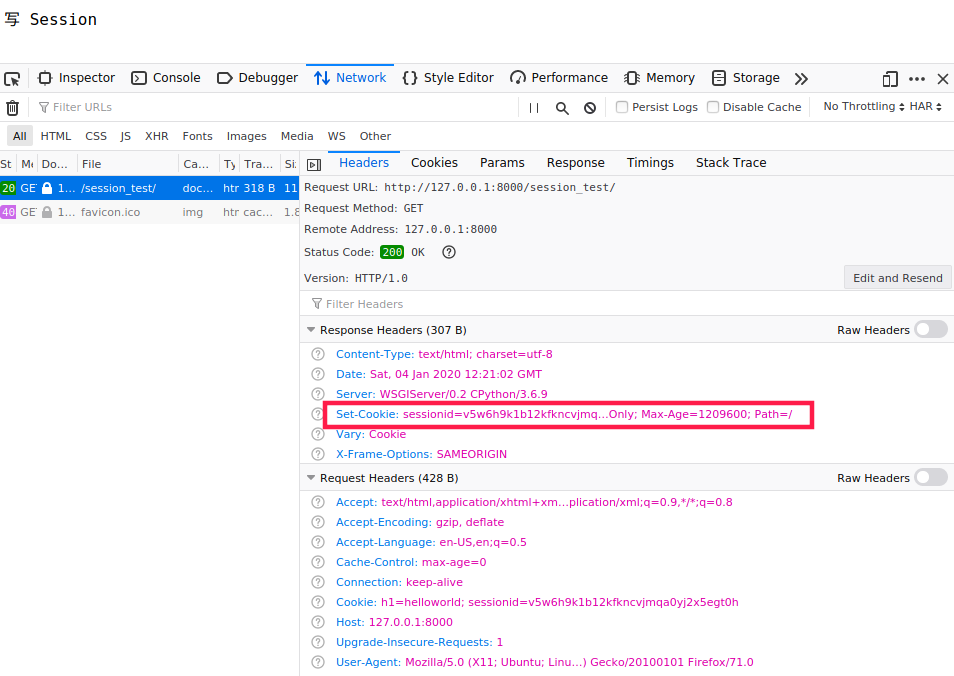 写 Session
Inspector Console Debugger Network Style Editor Performance Memory Storage
Filter URLs Persist Logs Disable Cache No Throttling HAR
All HTML CSS JS XHR Fonts Images Media WS Other
St Me Do... File Ca... Ty Tra... Si Headers Cookies Params Response Timings Stack Trace
20 GE 1... /session_test/ doc... htr 318 B 11
40 GE 1... favicon.ico img htr cac... 1.8
Request URL: http://127.0.0.1:8000/session_test/
Request Method: GET
Remote Address: 127.0.0.1:8000
Status Code: 200 OK
Version: HTTP/1.0 Edit and Resend
Filter Headers
Response Headers (307 B) Raw Headers
Content-Type: text/html; charset=utf-8
Date: Sat, 04 Jan 2020 12:21:02 GMT
Server: WSGIServer/0.2 CPython/3.6.9
Set-Cookie: sessionid=v5w6h9k1b12kfkncvjmq...Only; Max-Age=1209600; Path=/
Vary: Cookie
X-Frame-Options: SAMEORIGIN
Request Headers (428 B) Raw Headers
Accept: text/html,application/xhtml+xm...plication/xml;q=0.9,*/*;q=0.8
Accept-Encoding: gzip, deflate
Accept-Language: en-US,en;q=0.5
Cache-Control: max-age=0
Connection: keep-alive
Cookie: h1=helloworld; sessionid=v5w6h9k1b12kfkncvjmqa0yj2x5egt0h
Host: 127.0.0.1:8000
Upgrade-Insecure-Requests: 1
User-Agent: Mozilla/5.0 (X11; Ubuntu; Linu...) Gecko/20100101 Firefox/71.0